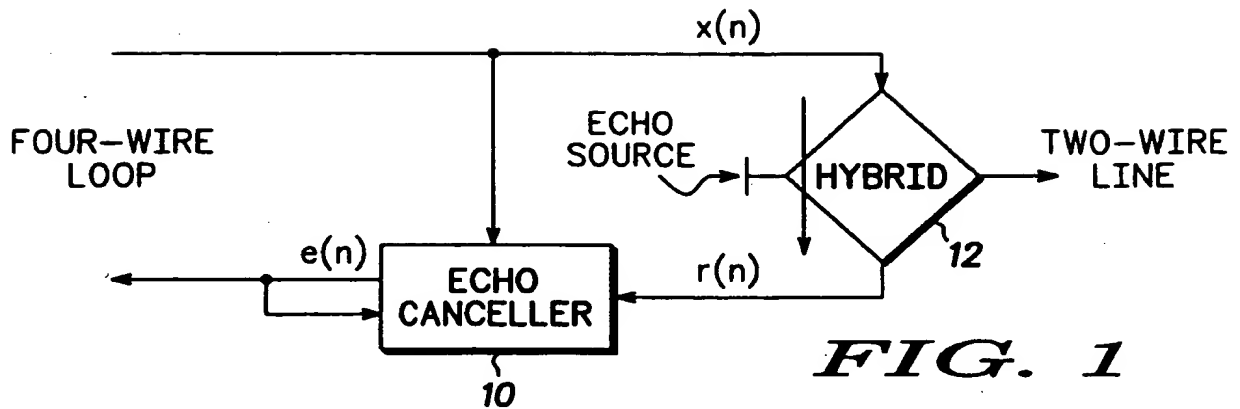 x(n)
FOUR-WIRE
LOOP
ECHO
SOURCE
HYBRID
TWO-WIRE
LINE
12
e(n)
ECHO
CANCELLER
10
r(n)
FIG. 1